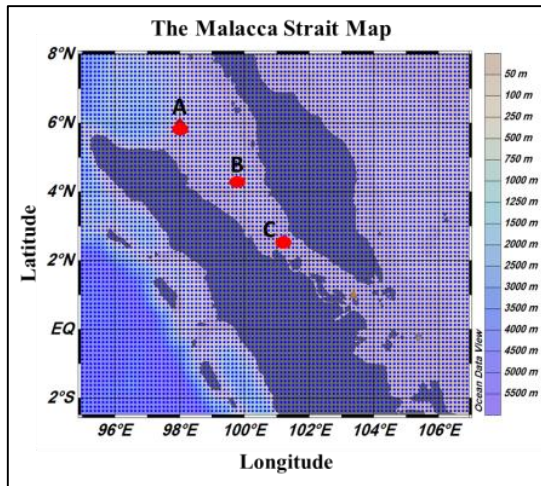 The Malacca Strait Map
8°N
6°N
4°N
2°N
EQ
2°S
Latitude
A
B
C
96°E 98°E 100°E 102°E 104°E 106°E
Longitude
50 m
100 m
250 m
500 m
750 m
1000 m
1250 m
2000 m
2500 m
3000 m
3500 m
4000 m
4500 m
5000 m
5500 m
Ocean Data View